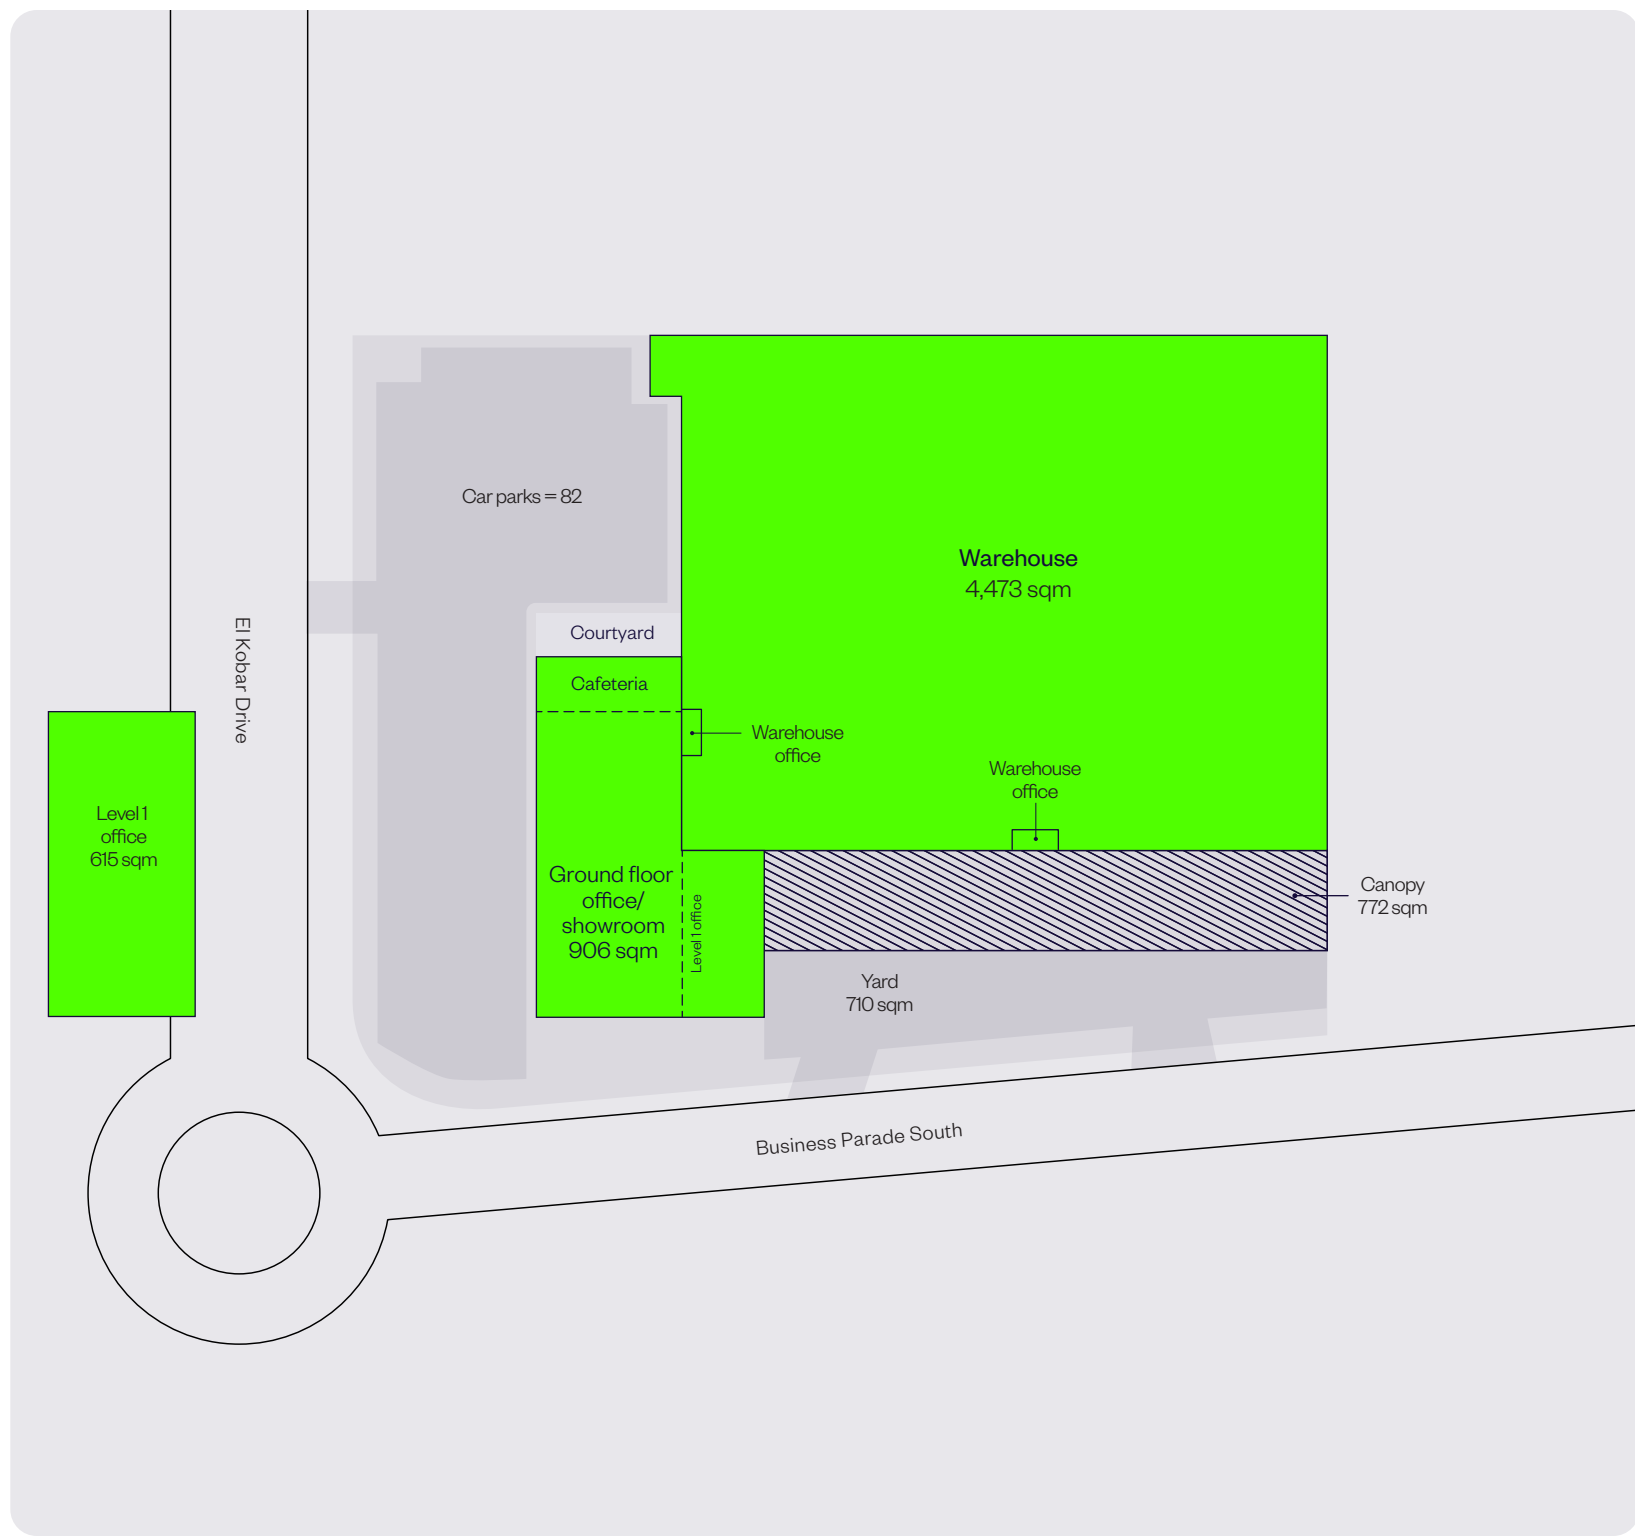 Car parks = 82
Warehouse
4,473 sqm
El Kobar Drive
Courtyard
Cafeteria
Warehouse
office
Warehouse
office
Level 1
office
615 sqm
Ground floor
office/
showroom
906 sqm
Level 1 office
Canopy
772 sqm
Yard
710 sqm
Business Parade South